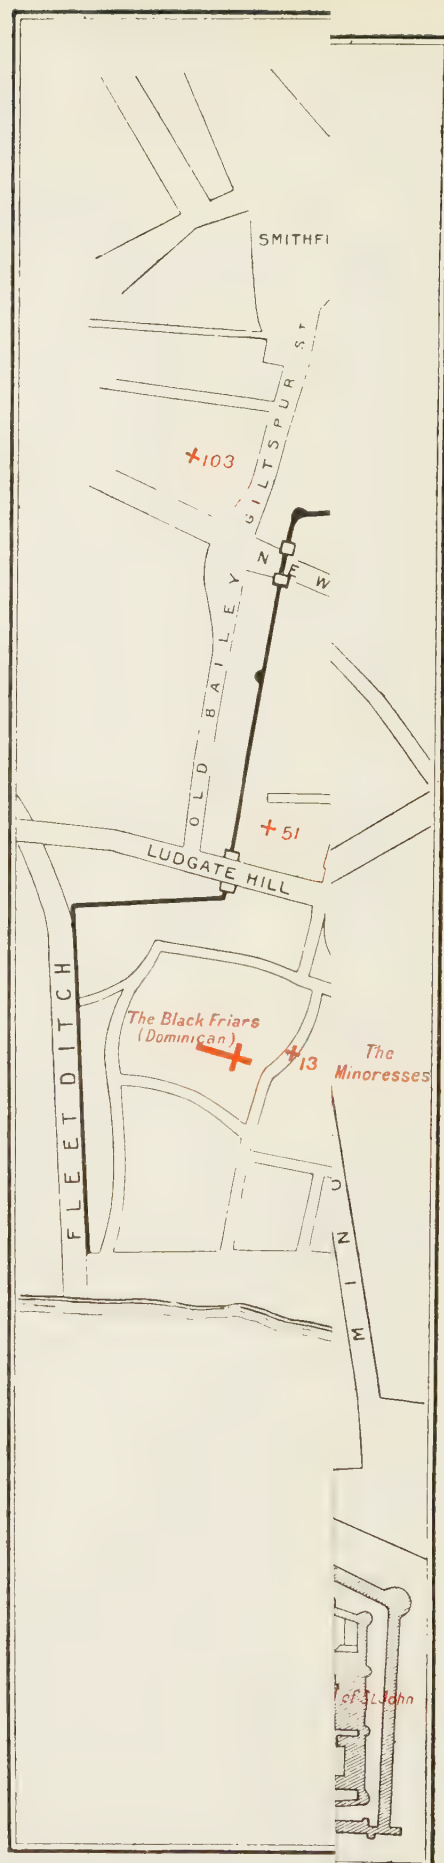 SMITHFI
GILTSPUR ST
103
NEW
OLD BAILEY
51
LUDGATE HILL
FLEET DITCH
The Black Friars
(Dominican)
13
The
Minoresses
MIN
of St. John